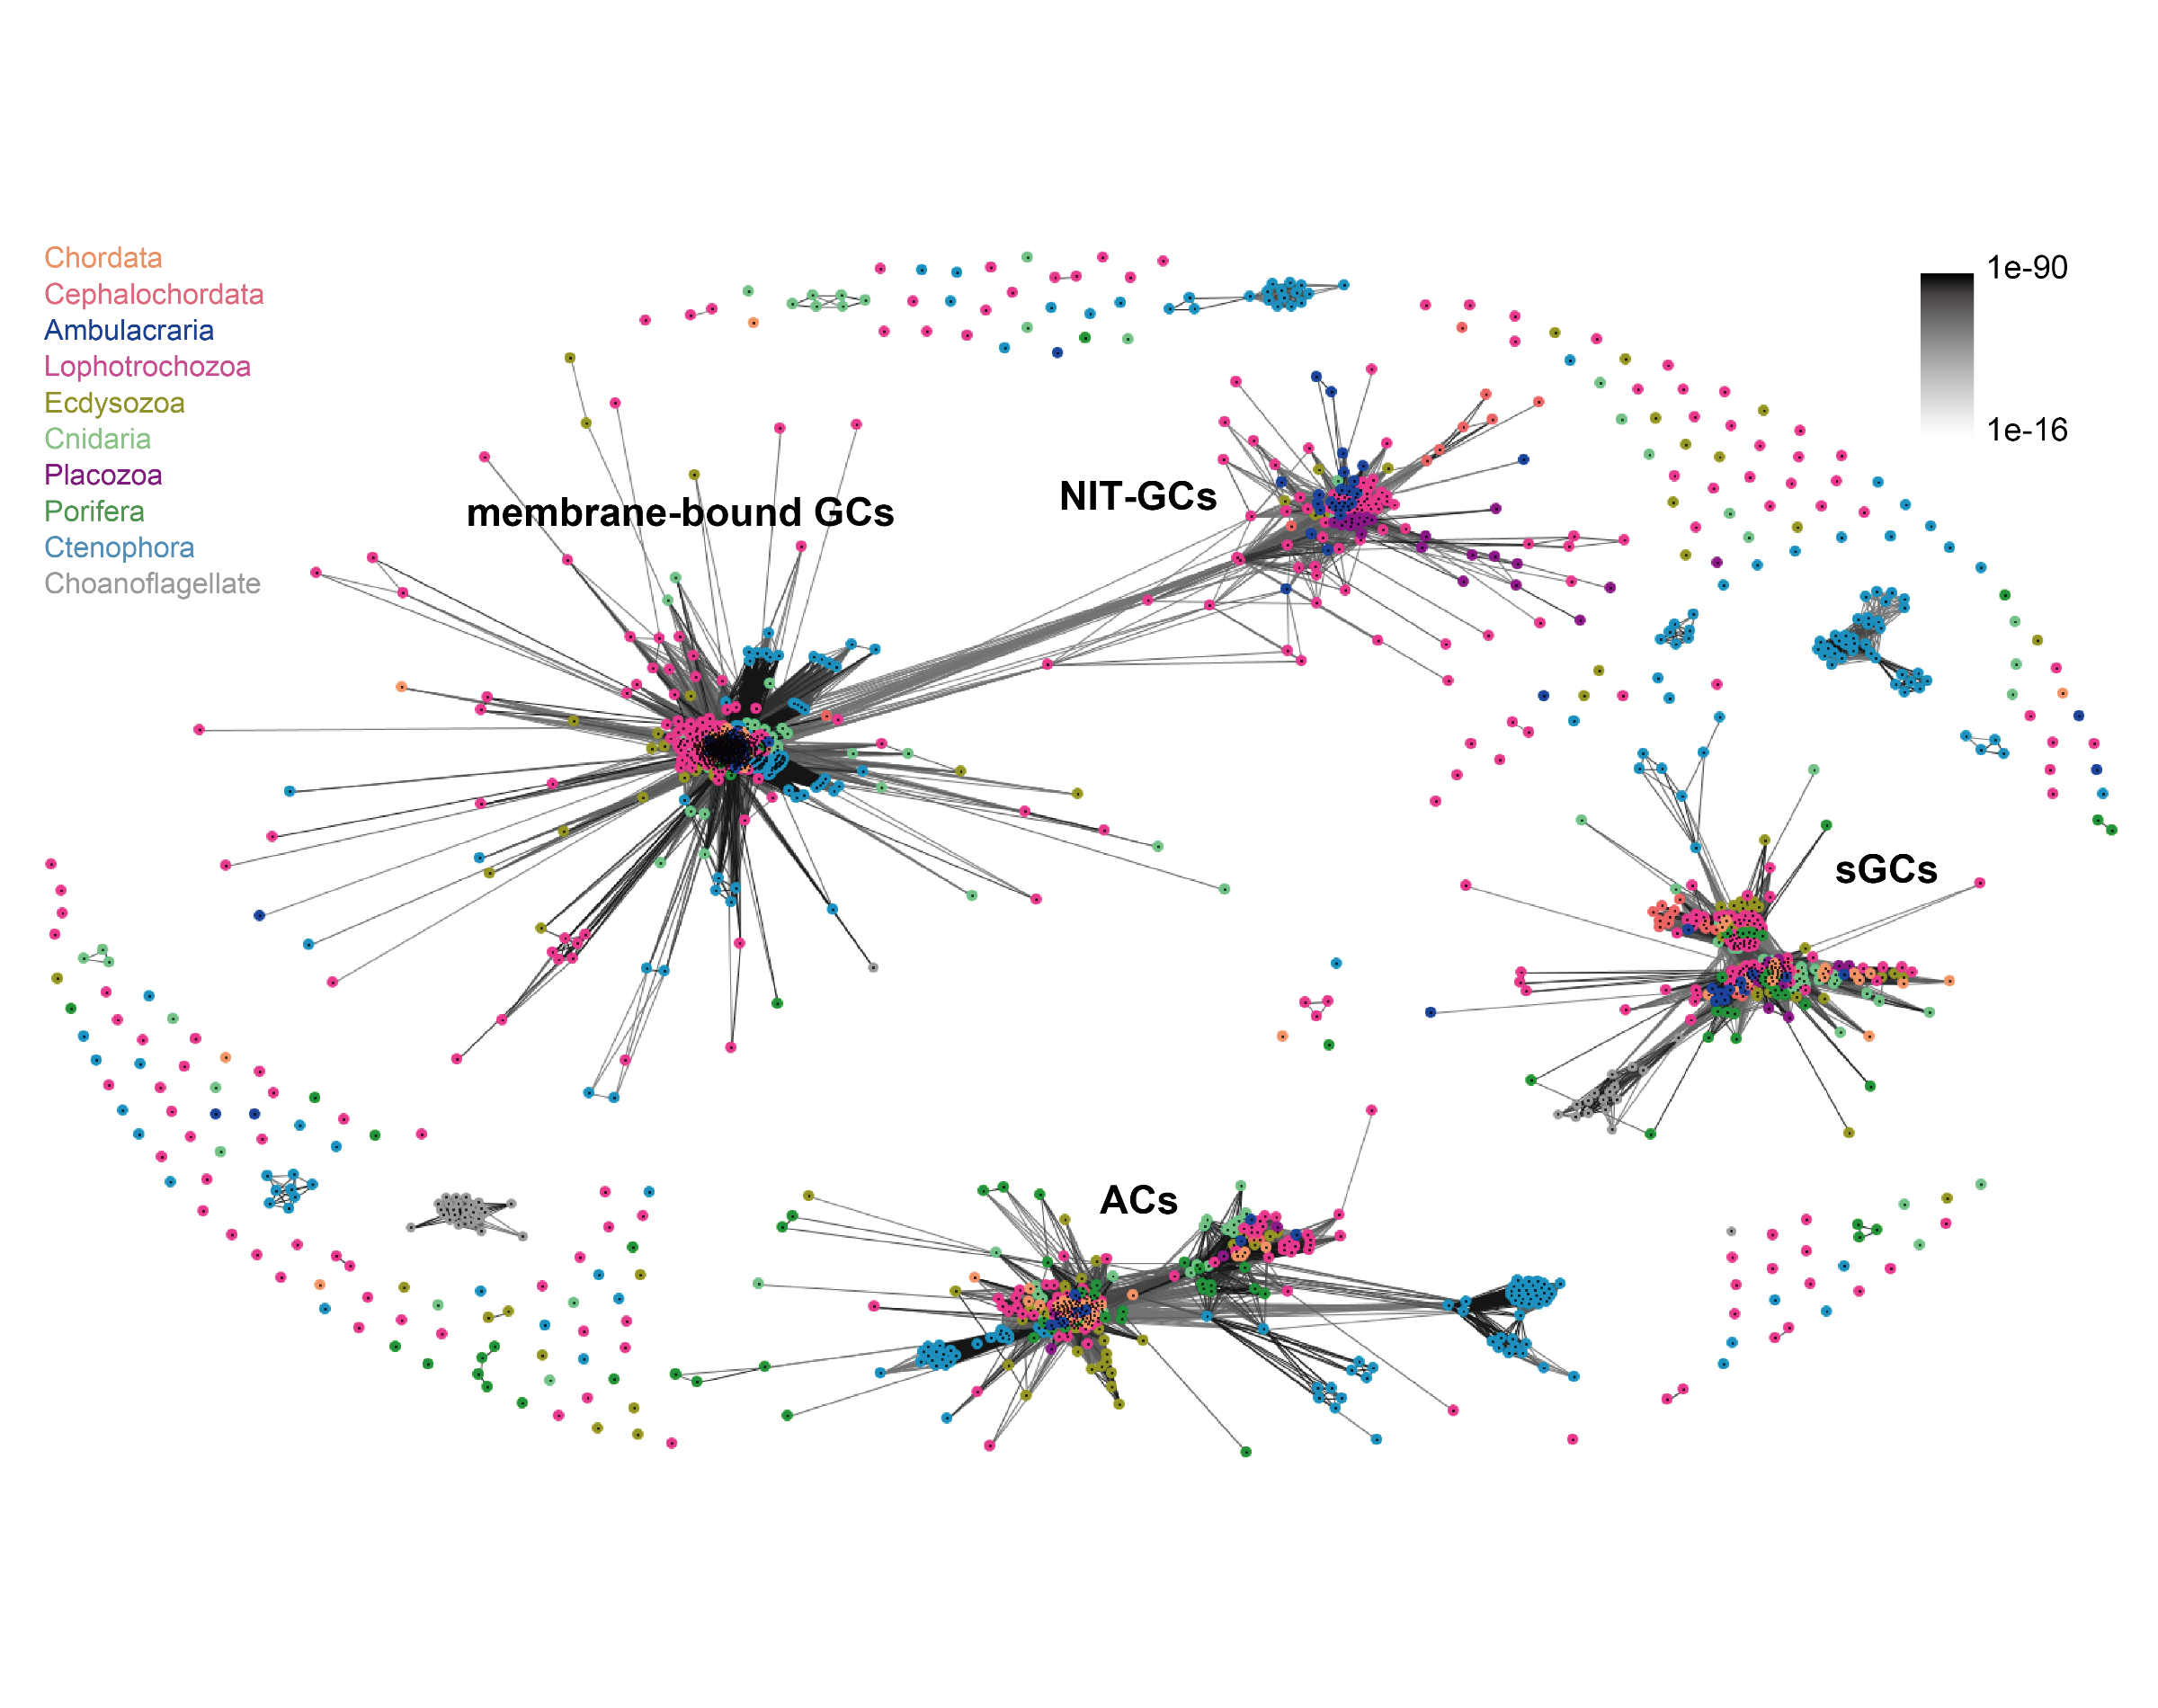 Chordata
Cephalochordata
Ambulacraria
Lophotrochozoa
Ecdysozoa
Cnidaria
Placozoa
Porifera
Ctenophora
Choanoflagellate
1e-90
1e-16
membrane-bound GCs
NIT-GCs
sGCs
ACs